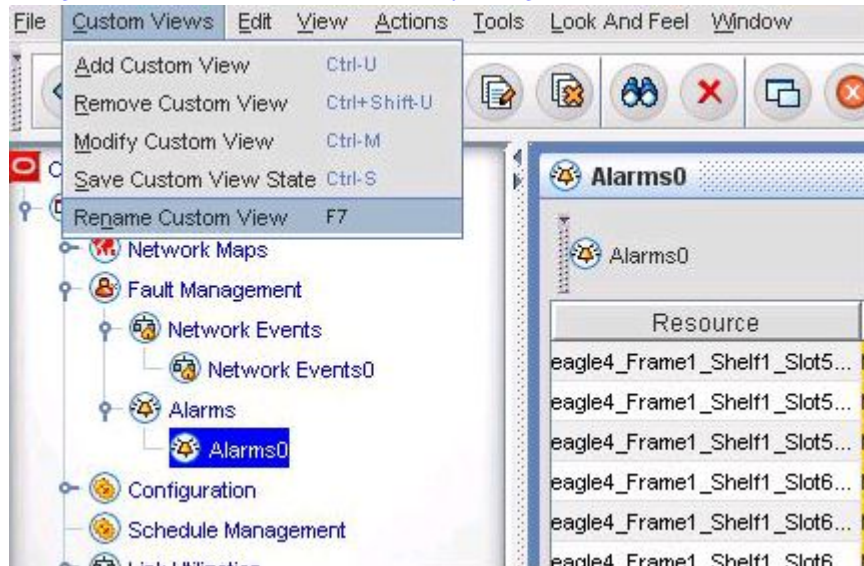 File Custom Views Edit View Actions Tools Look And Feel Window
Add Custom View Ctrl-U
Remove Custom View Ctrl+Shift-U
Modify Custom View Ctrl-M
Save Custom View State Ctrl-S
Rename Custom View F7
Network Maps
Fault Management
Network Events
Network Events0
Alarms
Alarms0
Configuration
Schedule Management
Alarms0
Alarms0
Resource
eagle4_Frame1_Shelf1_Slot5...
eagle4_Frame1_Shelf1_Slot5...
eagle4_Frame1_Shelf1_Slot5...
eagle4_Frame1_Shelf1_Slot6...
eagle4_Frame1_Shelf1_Slot6...
eagle4_Frame1_Shelf1_Slot6...